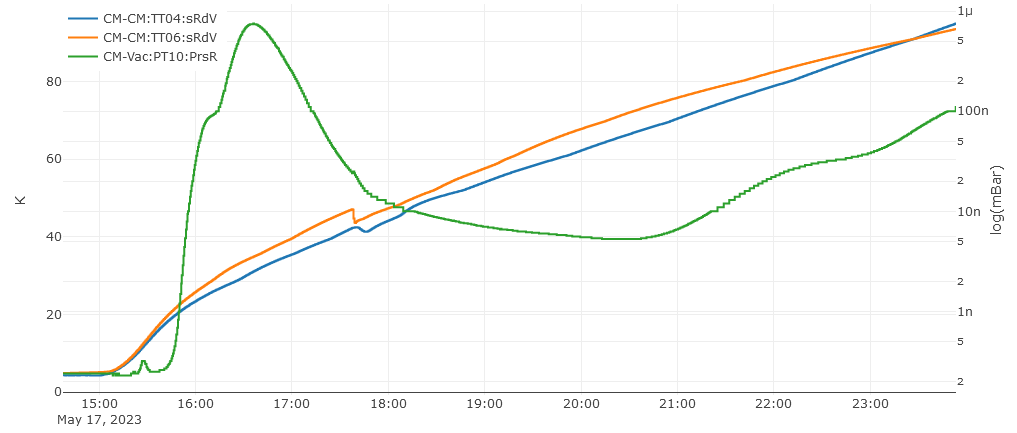 CM-CM:TT04:sRdV
CM-CM:TT06:sRdV
CM-Vac:PT10:PrsR
K
80
60
40
20
0
1μ
5
2
100n
5
2
10n
5
2
1n
5
2
log(mBar)
15:00
16:00
17:00
18:00
19:00
20:00
21:00
22:00
23:00
May 17, 2023